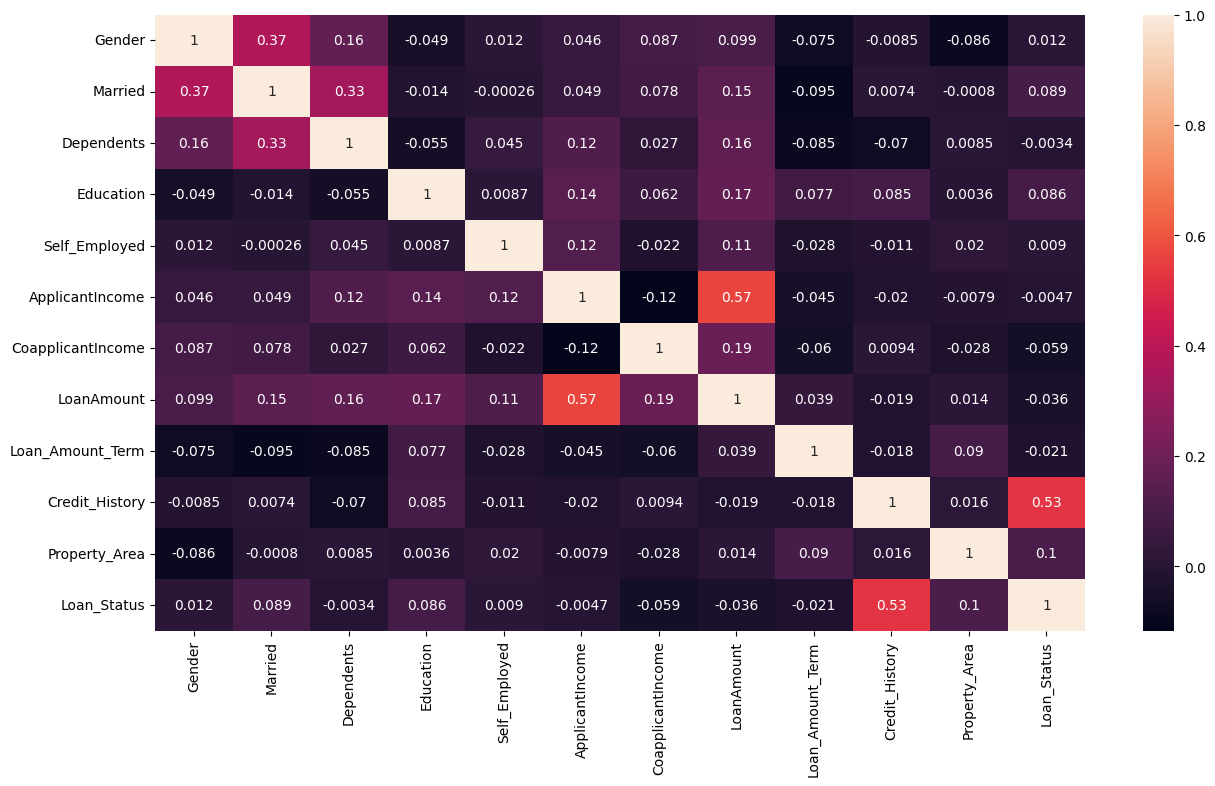 Gender 1 0.37 0.16 -0.049 0.012 0.046 0.087 0.099 -0.075 -0.0085 -0.086 0.012
Married 0.37 1 0.33 -0.014 -0.00026 0.049 0.078 0.15 -0.095 0.0074 -0.0008 0.089
Dependents 0.16 0.33 1 -0.055 0.045 0.12 0.027 0.16 -0.085 -0.07 0.0085 -0.0034
Education -0.049 -0.014 -0.055 1 0.0087 0.14 0.062 0.17 0.077 0.085 0.0036 0.086
Self_Employed 0.012 -0.00026 0.045 0.0087 1 0.12 -0.022 0.11 -0.028 -0.011 0.02 0.009
ApplicantIncome 0.046 0.049 0.12 0.14 0.12 1 -0.12 0.57 -0.045 -0.02 -0.0079 -0.0047
CoapplicantIncome 0.087 0.078 0.027 0.062 -0.022 -0.12 1 0.19 -0.06 0.0094 -0.028 -0.059
LoanAmount 0.099 0.15 0.16 0.17 0.11 0.57 0.19 1 0.039 -0.019 0.014 -0.036
Loan_Amount_Term -0.075 -0.095 -0.085 0.077 -0.028 -0.045 -0.06 0.039 1 -0.018 0.09 -0.021
Credit_History -0.0085 0.0074 -0.07 0.085 -0.011 -0.02 0.0094 -0.019 -0.018 1 0.016 0.53
Property_Area -0.086 -0.0008 0.0085 0.0036 0.02 -0.0079 -0.028 0.014 0.09 0.016 1 0.1
Loan_Status 0.012 0.089 -0.0034 0.086 0.009 -0.0047 -0.059 -0.036 -0.021 0.53 0.1 1
Gender
Married
Dependents
Education
Self_Employed
ApplicantIncome
CoapplicantIncome
LoanAmount
Loan_Amount_Term
Credit_History
Property_Area
Loan_Status
1.0
0.8
0.6
0.4
0.2
0.0